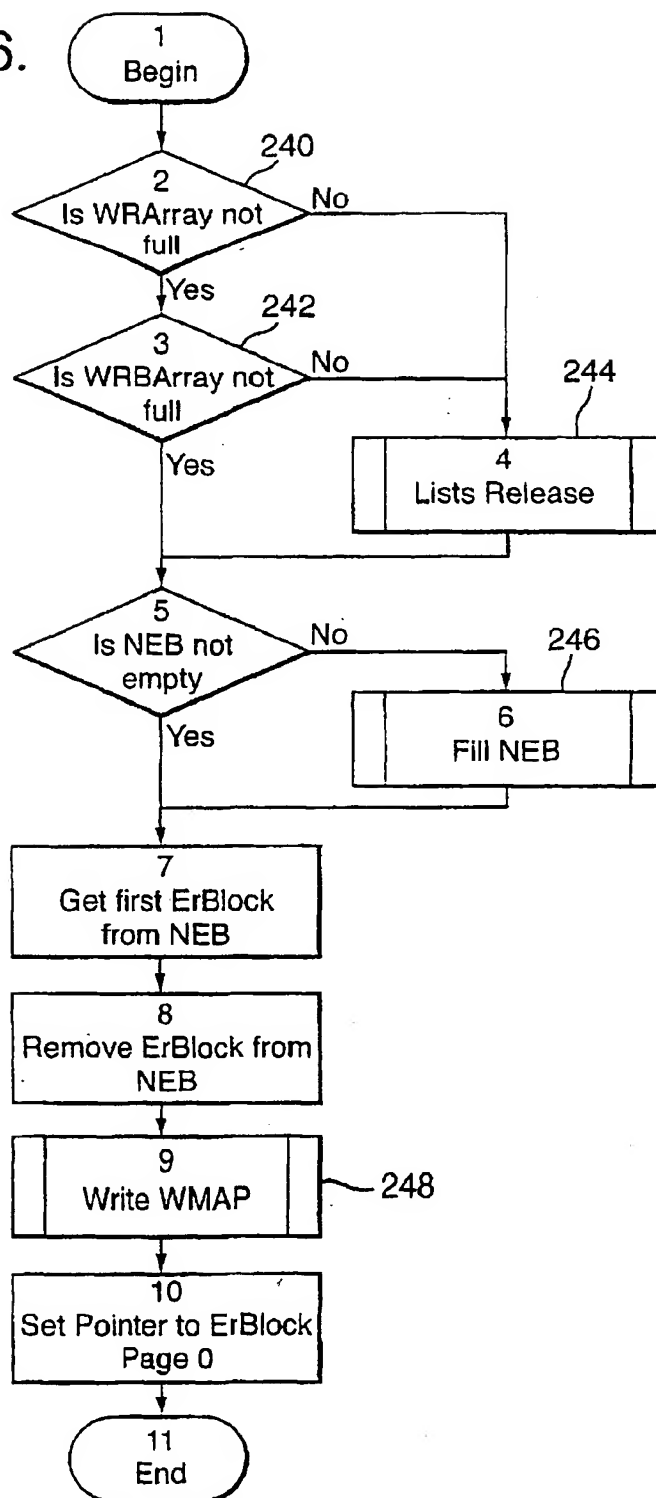 6.
1
Begin
240
2
Is WRArray not
full
No
Yes
242
3
Is WRBArray not
full
No
Yes
244
4
Lists Release
5
Is NEB not
empty
No
Yes
246
6
Fill NEB
7
Get first ErBlock
from NEB
8
Remove ErBlock from
NEB
9
Write WMAP
248
10
Set Pointer to ErBlock
Page 0
11
End